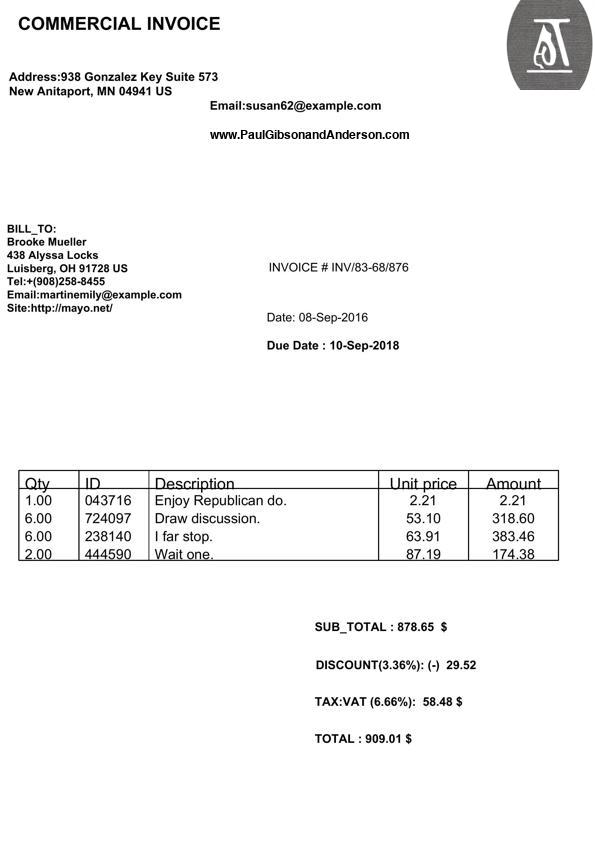 COMMERCIAL INVOICE
Address:938 Gonzalez Key Suite 573
New Anitaport, MN 04941 US
Email:susan62@example.com
www.PaulGibsonandAnderson.com
BILL_TO:
Brooke Mueller
438 Alyssa Locks
Luisberg, OH 91728 US
Tel:+(908)258-8455
Email:martinemily@example.com
Site:http://mayo.net/
INVOICE # INV/83-68/876
Date: 08-Sep-2016
Due Date : 10-Sep-2018
Qty ID Description Unit price Amount
1.00 043716 Enjoy Republican do. 2.21 2.21
6.00 724097 Draw discussion. 53.10 318.60
6.00 238140 I far stop. 63.91 383.46
2.00 444590 Wait one. 87.19 174.38
SUB_TOTAL : 878.65 $
DISCOUNT(3.36%): (-) 29.52
TAX:VAT (6.66%): 58.48 $
TOTAL : 909.01 $